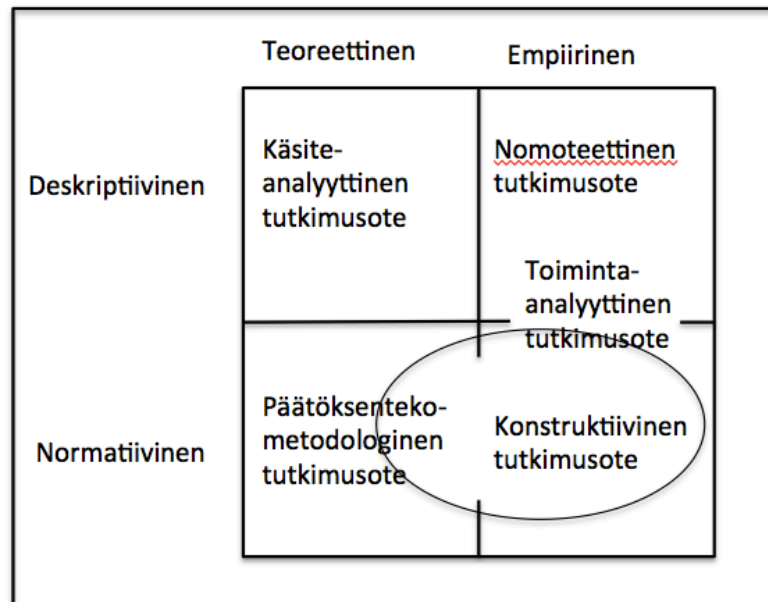 Teoreettinen
Empiirinen
Deskriptiivinen
Käsite-
analyyttinen
tutkimusote
Nomoteettinen
tutkimusote
Toiminta-
analyyttinen
tutkimusote
Normatiivinen
Päätöksenteko-
metodologinen
tutkimusote
Konstruktiivinen
tutkimusote